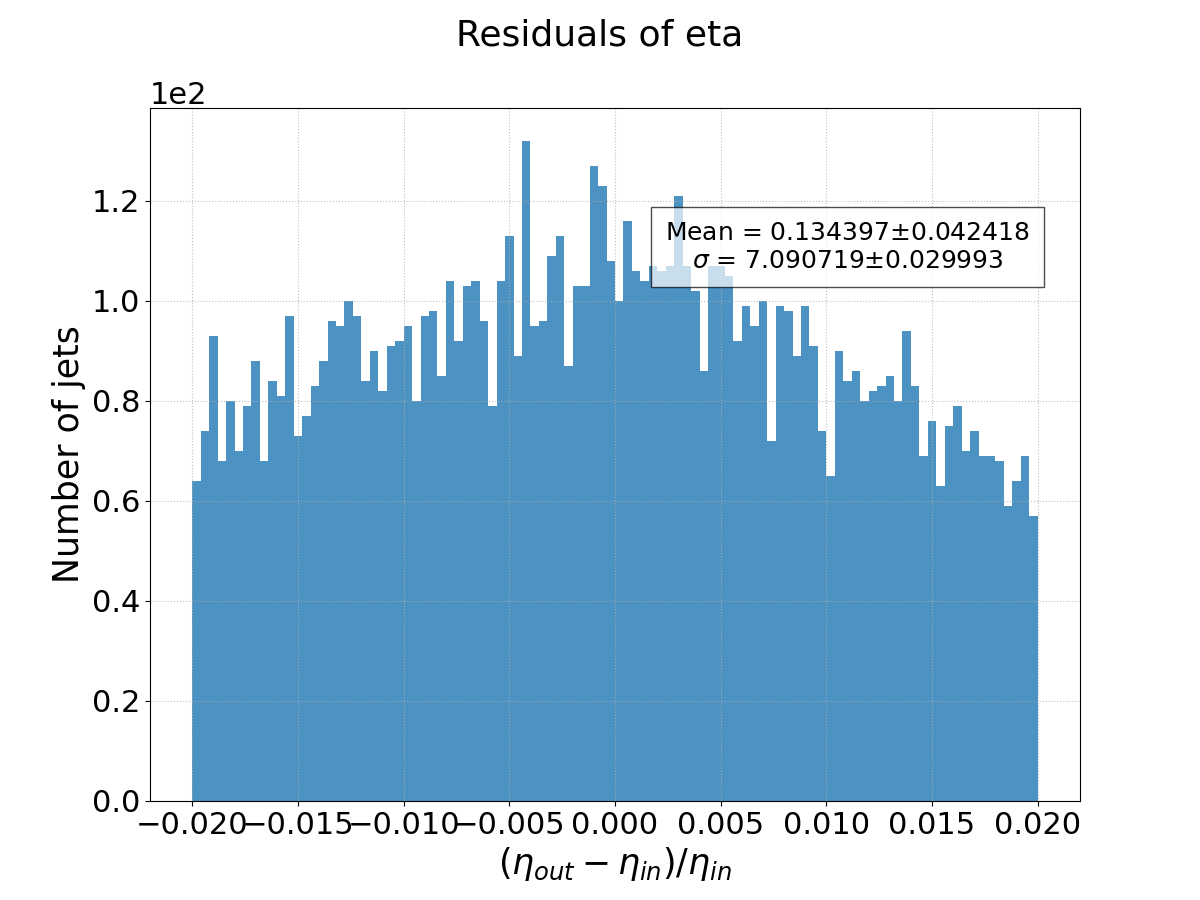 Residuals of eta
1e2
1.2
1.0
0.8
0.6
0.4
0.2
0.0
Number of jets
Mean = 0.134397±0.042418
σ = 7.090719±0.029993
−0.020 −0.015 −0.010 −0.005 0.000 0.005 0.010 0.015 0.020
(η_out − η_in)/η_in